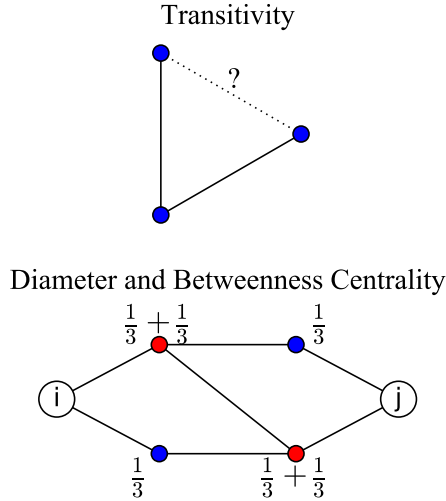 Transitivity
?
Diameter and Betweenness Centrality
1/3 + 1/3
1/3
i
j
1/3
1/3 + 1/3